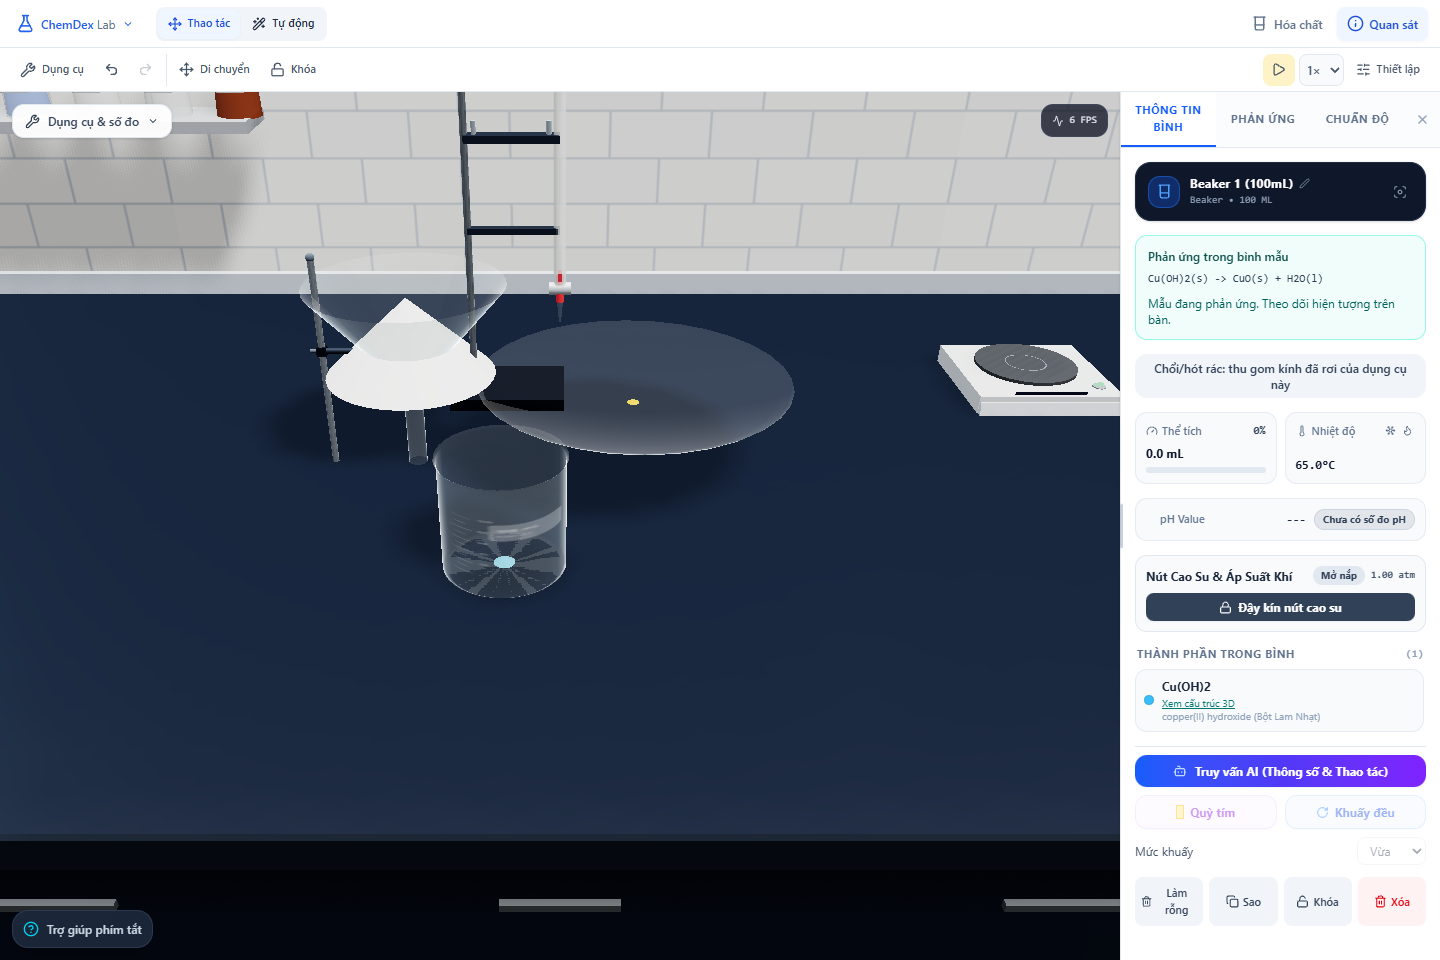 ChemDex Lab
Thao tác
Tự động
Hóa chất
Quan sát
Dụng cụ
Di chuyển
Khóa
1×
Thiết lập
Dụng cụ & số đo
6 FPS
THÔNG TIN
BÌNH
PHẢN ỨNG
CHUẨN ĐỘ
Beaker 1 (100mL)
Beaker • 100 ML
Phản ứng trong bình mẫu
Cu(OH)2(s) -> CuO(s) + H2O(l)
Mẫu đang phản ứng. Theo dõi hiện tượng trên
bàn.
Chổi/hót rác: thu gom kính đã rơi của dụng cụ
này
Thể tích
0%
0.0 mL
Nhiệt độ
65.0°C
pH Value
---
Chưa có số đo pH
Nút Cao Su & Áp Suất Khí
Mở nắp
1.00 atm
Đậy kín nút cao su
THÀNH PHẦN TRONG BÌNH
(1)
Cu(OH)2
Xem cấu trúc 3D
copper(II) hydroxide (Bột Lam Nhạt)
Truy vấn AI (Thông số & Thao tác)
Quỳ tím
Khuấy đều
Mức khuấy
Vừa
Làm
rỗng
Sao
Khóa
Xóa
Trợ giúp phím tắt